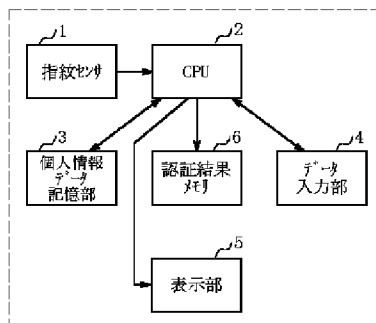 1
指紋センサ
2
CPU
3
個人情報
データ
記憶部
6
認証結果
メモリ
4
データ
入力部
5
表示部